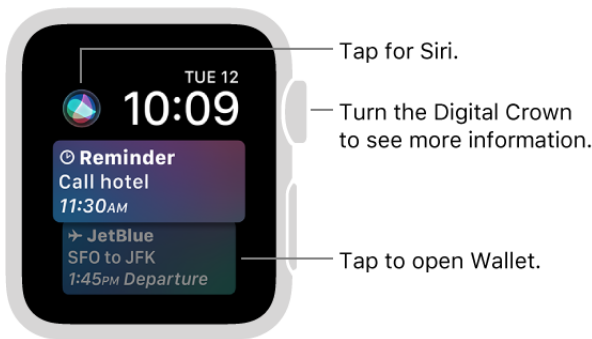 Tap for Siri.
TUE 12
10:09
Turn the Digital Crown
to see more information.
Reminder
Call hotel
11:30AM
JetBlue
SFO to JFK
1:45PM Departure
Tap to open Wallet.